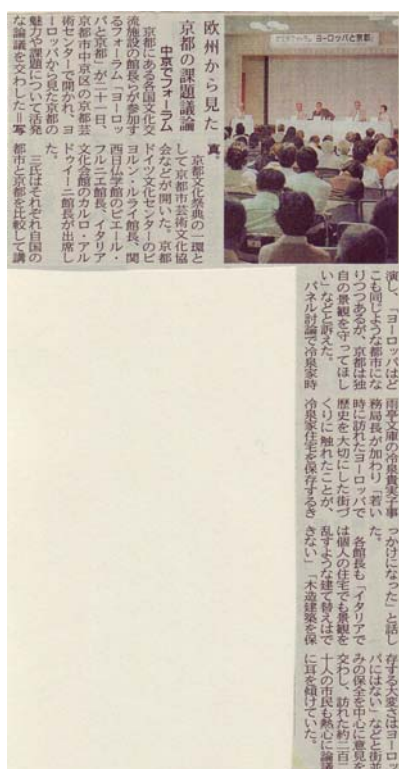 ヨーロッパと京都
欧州から見た
京都の課題議論
中京でフォーラム
京都にある各国文化交
流施設の館長らが参加す
るフォーラム「ヨーロッ
パと京都」が二十一日、
京都市中京区の京都芸
術センターで開かれ、ヨ
ーロッパから見た京都の
魅力や課題について活発
な論議を交わした＝写
真。
京都文化祭典の一環と
して京都市芸術文化協
会などが開いた。京都
ドイツ文化センターのビ
ヨルン・ルライ館長、関
西日仏学館のピエール・
フルニエ館長、イタリア
文化会館のカルロ・アル
ドゥイーニ館長が出席し
た。
三氏はそれぞれ自国の
都市と京都を比較して講
演し、「ヨーロッパはど
こも同じような都市にな
りつつあるが、京都は独
自の景観を守ってほし
い」などと訴えた。
パネル討論で冷泉家時
雨亭文庫の冷泉貴実子事
務局長が加わり「若い
時に訪れたヨーロッパで
歴史を大切にした街づ
くりに触れたことが、
冷泉家住宅を保存するき
っかけになった」と話し
た。
各館長も「イタリアで
は個人の住宅でも景観を
乱すような建て替えはで
きない」「木造建築を保
存する大変さはヨーロッ
パにはない」などと街並
みの保全を中心に意見を
交わし、訪れた約二百二
十人の市民も熱心に論議
に耳を傾けていた。